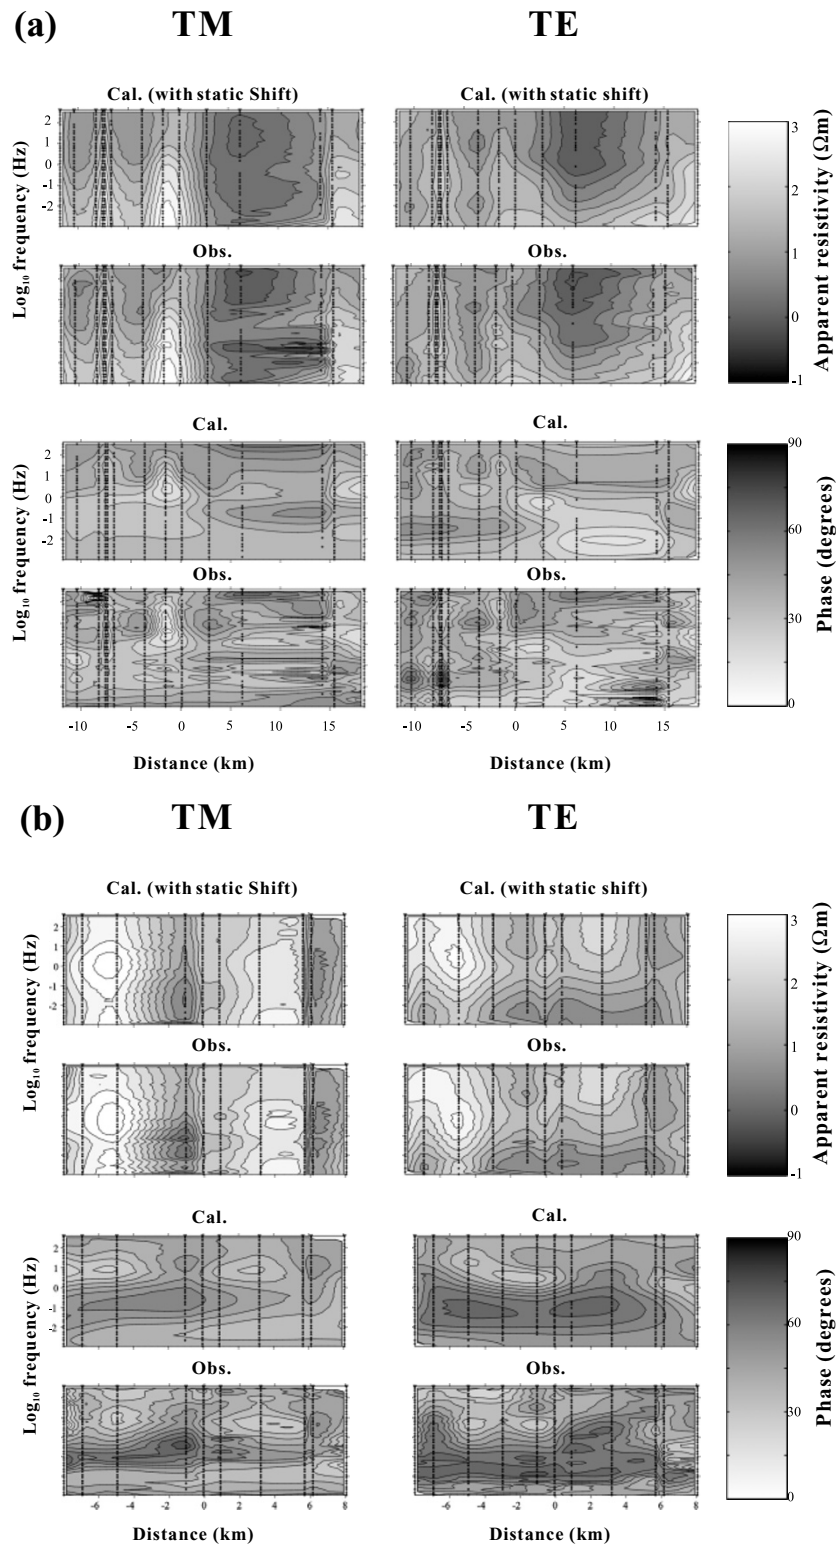 (a) TM TE
Cal. (with static Shift) Cal. (with static shift)
Log10 frequency (Hz)
2
1
0
-1
-2
Obs. Obs.
3
2
1
0
-1
Apparent resistivity (Ωm)
Cal. Cal.
Log10 frequency (Hz)
2
1
0
-1
-2
Obs. Obs.
90
60
30
0
Phase (degrees)
-10 -5 0 5 10 15 -10 -5 0 5 10 15
Distance (km) Distance (km)
(b) TM TE
Cal. (with static Shift) Cal. (with static shift)
Log10 frequency (Hz)
2
1
0
-1
-2
Obs. Obs.
3
2
1
0
-1
Apparent resistivity (Ωm)
Cal. Cal.
Log10 frequency (Hz)
2
1
0
-1
-2
Obs. Obs.
90
60
30
0
Phase (degrees)
-6 -4 -2 0 2 4 6 8 -6 -4 -2 0 2 4 6 8
Distance (km) Distance (km)